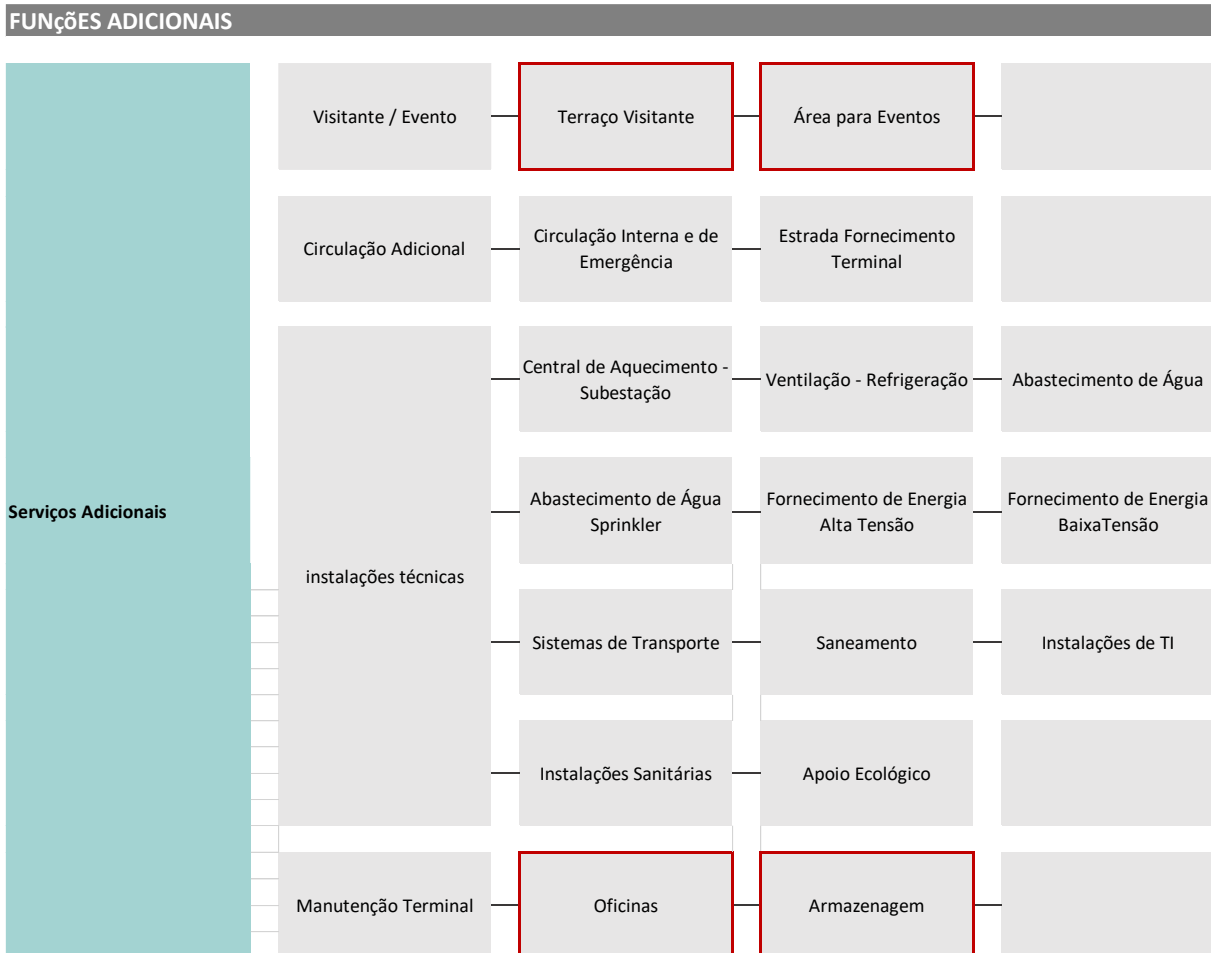 FUNçõES ADICIONAIS
Visitante / Evento
Terraço Visitante
Área para Eventos
Circulação Adicional
Circulação Interna e de
Emergência
Estrada Fornecimento
Terminal
Central de Aquecimento -
Subestação
Ventilação - Refrigeração
Abastecimento de Água
Serviços Adicionais
instalações técnicas
Abastecimento de Água
Sprinkler
Fornecimento de Energia
Alta Tensão
Fornecimento de Energia
BaixaTensão
Sistemas de Transporte
Saneamento
Instalações de TI
Instalações Sanitárias
Apoio Ecológico
Manutenção Terminal
Oficinas
Armazenagem